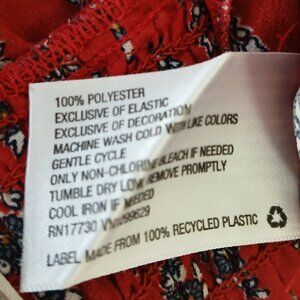 100% POLYESTER
EXCLUSIVE OF ELASTIC
EXCLUSIVE OF DECORATION
MACHINE WASH COLD WITH LIKE COLORS
GENTLE CYCLE
ONLY NON-CHLORINE BLEACH IF NEEDED
TUMBLE DRY LOW REMOVE PROMPTLY
COOL IRON IF NEEDED
RN17730
LABEL MADE FROM 100% RECYCLED PLASTIC